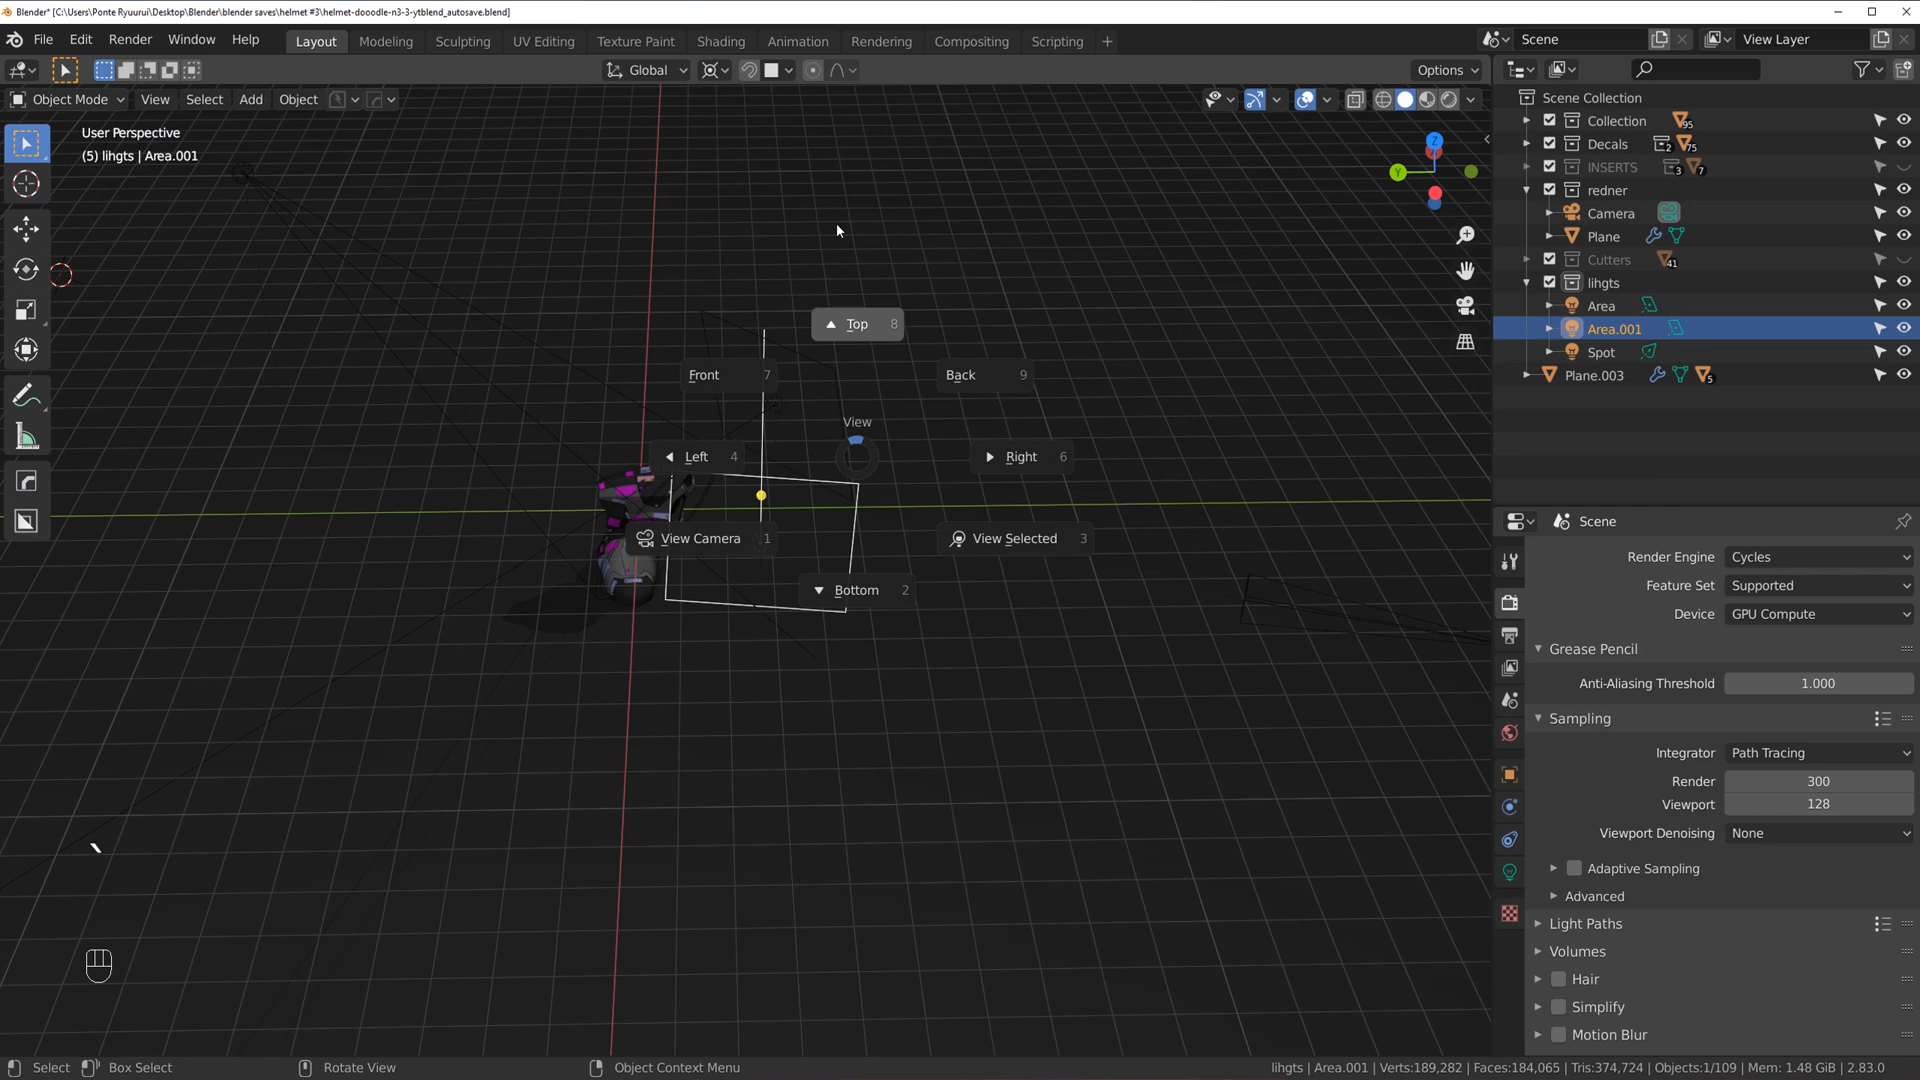 Blender* [C:\Users\Ponte Ryuurui\Desktop\Blender\blender saves\helmet #3\helmet-dooodle-n3-3-ytblend_autosave.blend]
File Edit Render Window Help Layout Modeling Sculpting UV Editing Texture Paint Shading Animation Rendering Compositing Scripting + Scene View Layer
Global Options
Object Mode View Select Add Object
User Perspective
(5) lihgts | Area.001
Z
Y
Top 8
Front 7
Back 9
View
Left 4
Right 6
View Camera 1
View Selected 3
Bottom 2
Scene Collection
Collection 95
Decals 2 75
INSERTS 3 7
redner
Camera
Plane
Cutters 41
lihgts
Area
Area.001
Spot
Plane.003 5
Scene
Render Engine Cycles
Feature Set Supported
Device GPU Compute
Grease Pencil
Anti-Aliasing Threshold 1.000
Sampling
Integrator Path Tracing
Render 300
Viewport 128
Viewport Denoising None
Adaptive Sampling
Advanced
Light Paths
Volumes
Hair
Simplify
Motion Blur
Select Box Select Rotate View Object Context Menu lihgts | Area.001 | Verts:189,282 | Faces:184,065 | Tris:374,724 | Objects:1/109 | Mem: 1.48 GiB | 2.83.0